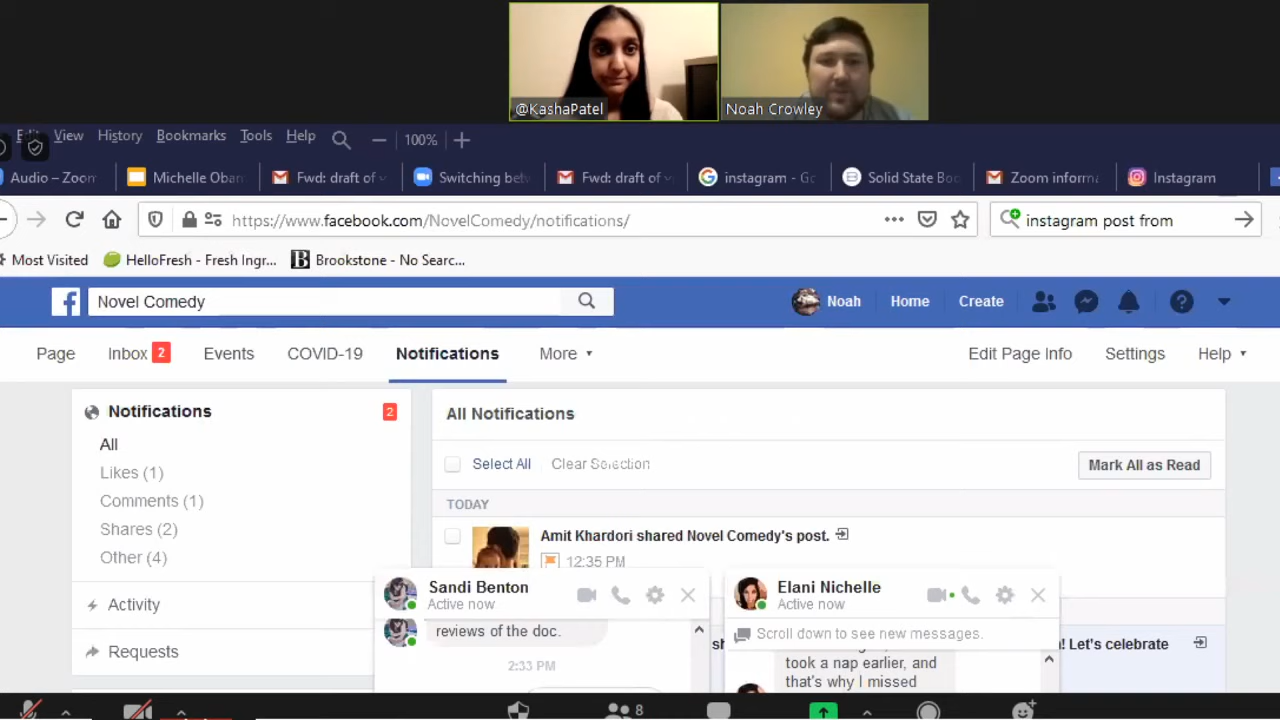 @KashaPatel
Noah Crowley
View History Bookmarks Tools Help 100%
Audio – Zoom
Michelle Obam
Fwd: draft of
Switching betw
Fwd: draft of
instagram - Go
Solid State Boo
Zoom informa
Instagram
https://www.facebook.com/NovelComedy/notifications/
instagram post from
Most Visited
HelloFresh - Fresh Ingr...
B Brookstone - No Searc...
Novel Comedy
Noah Home Create
Page Inbox 2 Events COVID-19 Notifications More Edit Page Info Settings Help
Notifications 2
All
Likes (1)
Comments (1)
Shares (2)
Other (4)
Activity
Requests
All Notifications
Select All Clear Selection Mark All as Read
TODAY
Amit Khardori shared Novel Comedy's post.
12:35 PM
! Let's celebrate
Sandi Benton
Active now
reviews of the doc.
2:33 PM
Elani Nichelle
Active now
Scroll down to see new messages.
took a nap earlier, and
that's why I missed
8